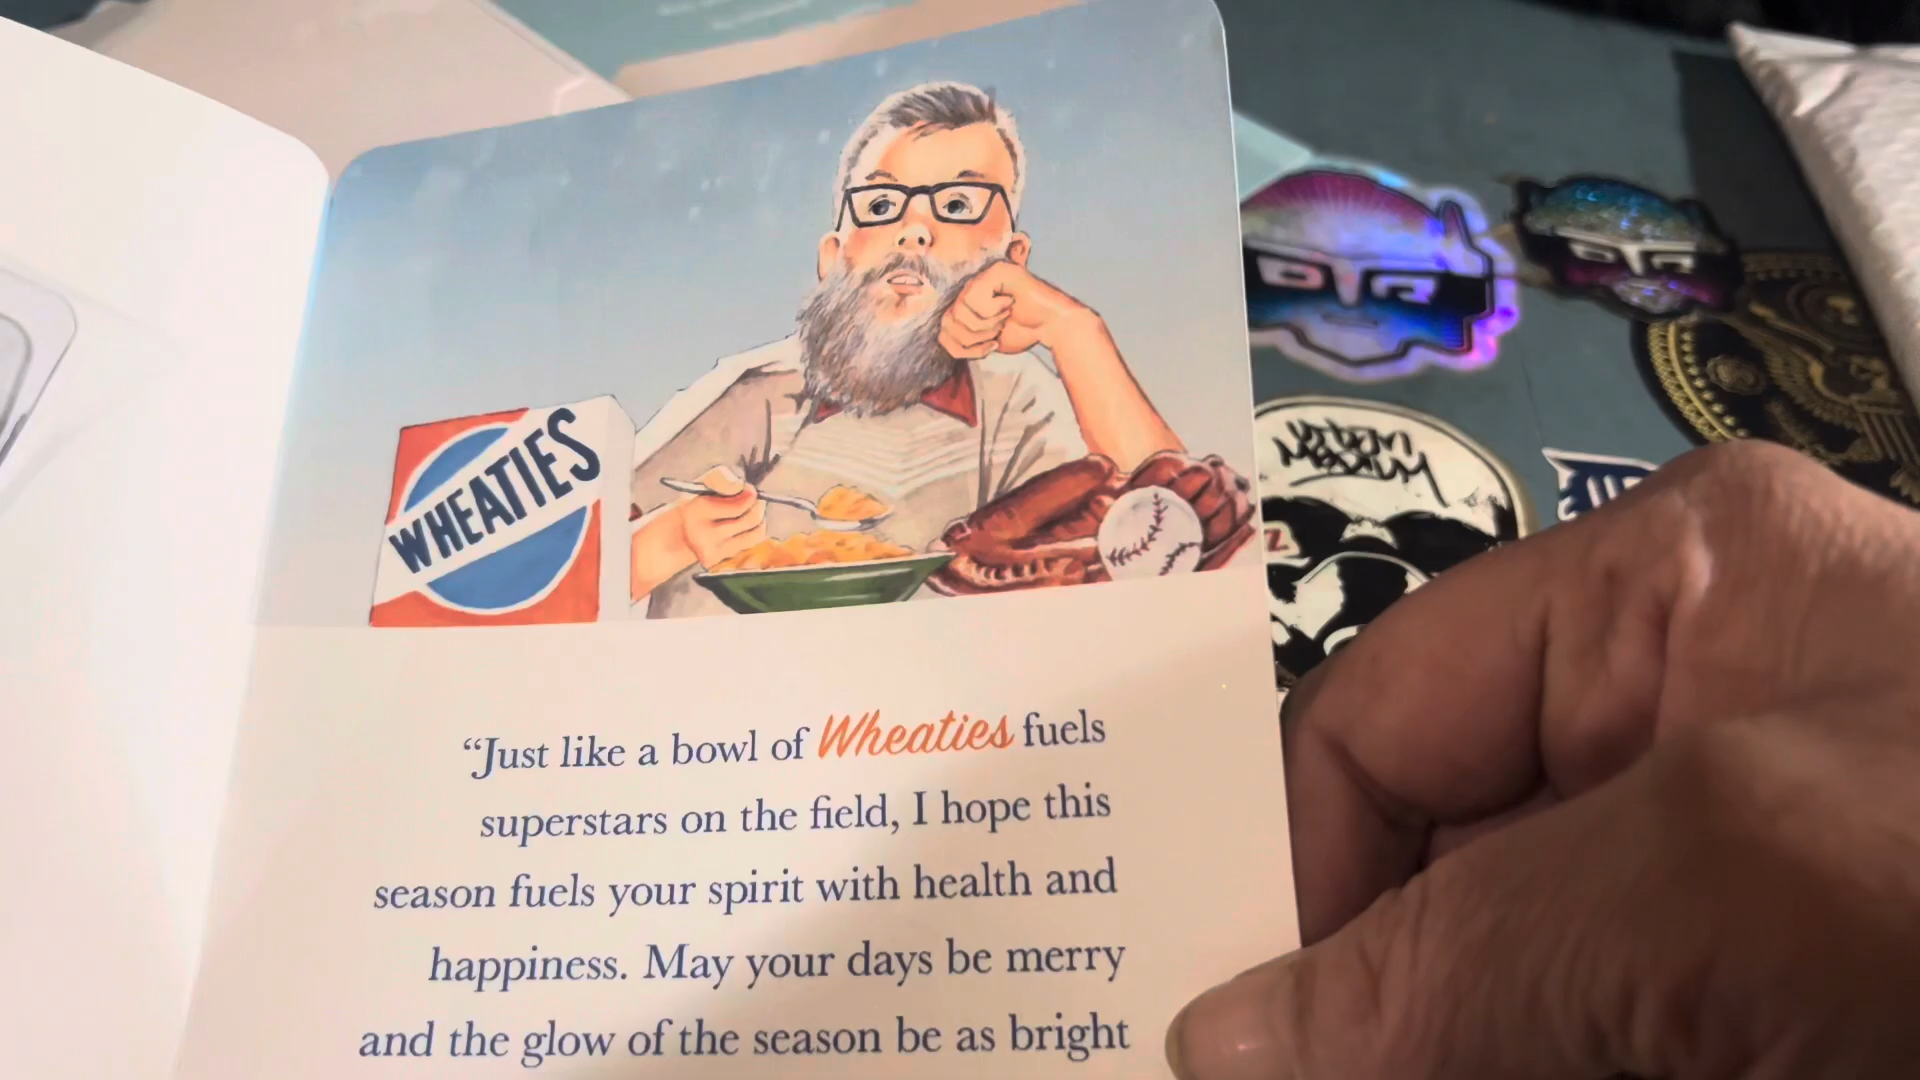 WHEATIES
“Just like a bowl of Wheaties fuels
superstars on the field, I hope this
season fuels your spirit with health and
happiness. May your days be merry
and the glow of the season be as bright